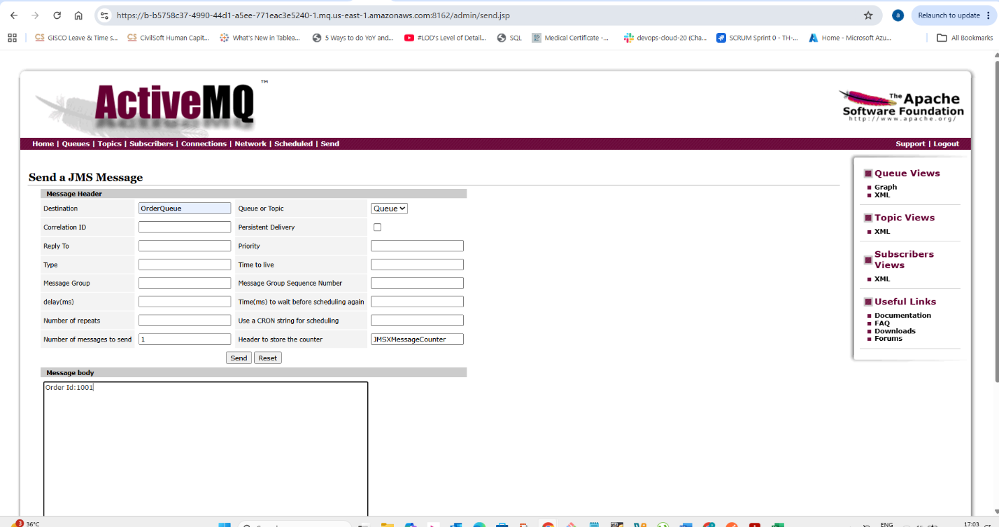 https://b-b5758c37-4990-44d1-a5ee-771eac3e5240-1.mq.us-east-1.amazonaws.com:8162/admin/send.jsp
a
Relaunch to update
CS GISCO Leave & Time s...
CS CivilSoft Human Capit...
What's New in Tablea...
5 Ways to do YoY and...
#LOD's Level of Detail...
SQL
Medical Certificate -...
devops-cloud-20 (Cha...
SCRUM Sprint 0 - TH-...
Home - Microsoft Azu...
All Bookmarks
ActiveMQ ™
The Apache
Software Foundation
http://www.apache.org/
Home | Queues | Topics | Subscribers | Connections | Network | Scheduled | Send
Support | Logout
Send a JMS Message
Message Header
Destination OrderQueue Queue or Topic Queue
Correlation ID Persistent Delivery
Reply To Priority
Type Time to live
Message Group Message Group Sequence Number
delay(ms) Time(ms) to wait before scheduling again
Number of repeats Use a CRON string for scheduling
Number of messages to send 1 Header to store the counter JMSXMessageCounter
Send Reset
Message body
Order Id:1001
Queue Views
Graph
XML
Topic Views
XML
Subscribers
Views
XML
Useful Links
Documentation
FAQ
Downloads
Forums
3 36°C
ENG
17:03